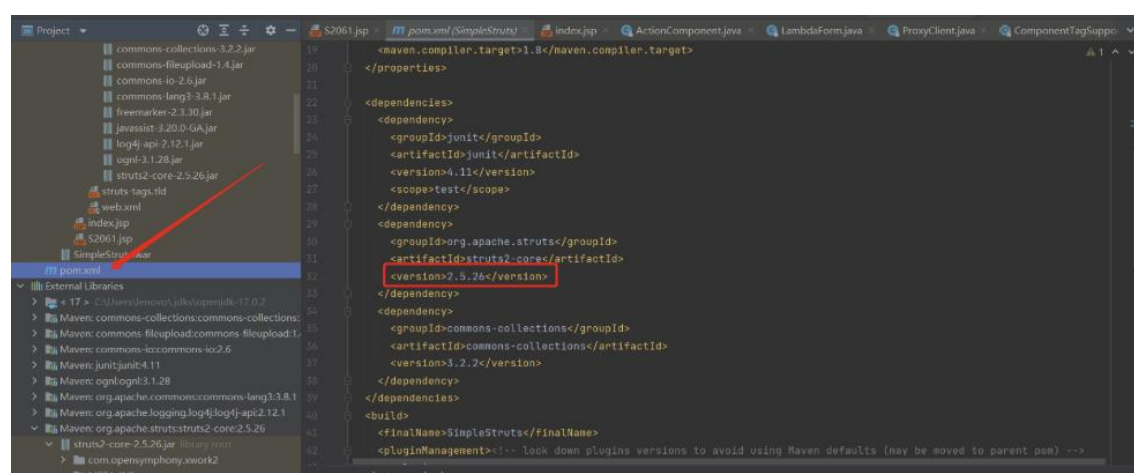 Project
S2061.jsp
pom.xml (SimpleStruts)
index.jsp
ActionComponent.java
LambdaForm.java
ProxyClient.java
ComponentTagSuppo
commons-collections-3.2.2.jar
commons-fileupload-1.4.jar
commons-io-2.6.jar
commons-lang3-3.8.1.jar
freemarker-2.3.30.jar
javassist-3.20.0-GA.jar
log4j-api-2.12.1.jar
ognl-3.1.28.jar
struts2-core-2.5.26.jar
struts-tags.tld
web.xml
index.jsp
S2061.jsp
SimpleStruts.war
pom.xml
External Libraries
< 17 > C:\Users\lenovo\.jdks\openjdk-17.0.2
Maven: commons-collections:commons-collections:
Maven: commons-fileupload:commons-fileupload:1.
Maven: commons-io:commons-io:2.6
Maven: junit:junit:4.11
Maven: ognl:ognl:3.1.28
Maven: org.apache.commons:commons-lang3:3.8.1
Maven: org.apache.logging.log4j:log4j-api:2.12.1
Maven: org.apache.struts:struts2-core:2.5.26
struts2-core-2.5.26.jar library root
com.opensymphony.xwork2
19 <maven.compiler.target>1.8</maven.compiler.target>
1
20 </properties>
21
22 <dependencies>
23 <dependency>
24 <groupId>junit</groupId>
25 <artifactId>junit</artifactId>
26 <version>4.11</version>
27 <scope>test</scope>
28 </dependency>
29 <dependency>
30 <groupId>org.apache.struts</groupId>
31 <artifactId>struts2-core</artifactId>
32 <version>2.5.26</version>
33 </dependency>
34 <dependency>
35 <groupId>commons-collections</groupId>
36 <artifactId>commons-collections</artifactId>
37 <version>3.2.2</version>
38 </dependency>
39 </dependencies>
40 <build>
41 <finalName>SimpleStruts</finalName>
42 <pluginManagement><!-- lock down plugins versions to avoid using Maven defaults (may be moved to parent pom) -->